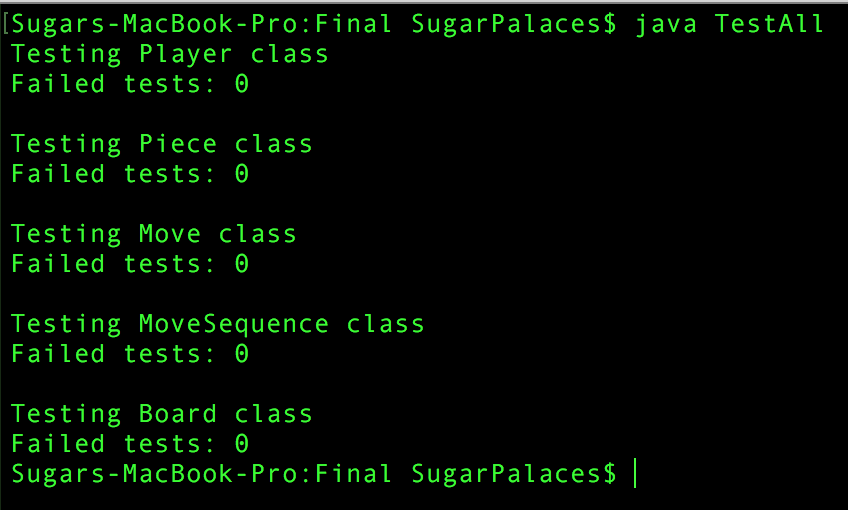 [Sugars-MacBook-Pro:Final SugarPalaces$ java TestAll
Testing Player class
Failed tests: 0
Testing Piece class
Failed tests: 0
Testing Move class
Failed tests: 0
Testing MoveSequence class
Failed tests: 0
Testing Board class
Failed tests: 0
Sugars-MacBook-Pro:Final SugarPalaces$